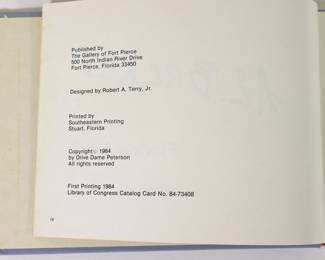 Published by
The Gallery of Fort Pierce
500 North Indian River Drive
Fort Pierce, Florida 33450
Designed by Robert A. Terry, Jr.
Printed by
Southeastern Printing
Stuart, Florida
Copyright © 1984
by Olive Dame Peterson
All rights reserved
First Printing 1984
Library of Congress Catalog Card No. 84-73408
iv